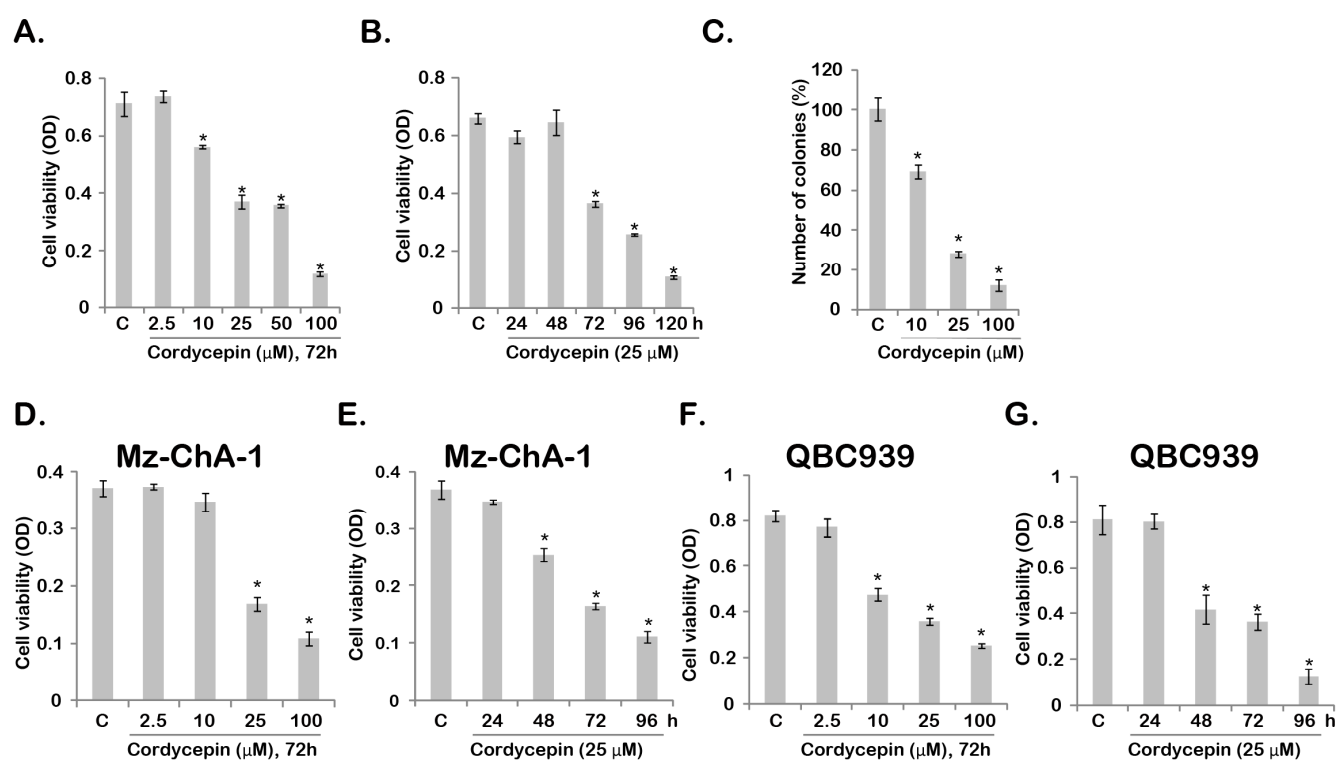 A.
Cell viability (OD)
0.8
0.6
0.4
0.2
0
C 2.5 10 25 50 100
Cordycepin (μM), 72h
* * * *
B.
Cell viability (OD)
0.8
0.6
0.4
0.2
0
C 24 48 72 96 120 h
Cordycepin (25 μM)
* * *
C.
Number of colonies (%)
120
100
80
60
40
20
0
C 10 25 100
Cordycepin (μM)
* * *
D.
Mz-ChA-1
Cell viability (OD)
0.4
0.3
0.2
0.1
0
C 2.5 10 25 100
Cordycepin (μM), 72h
* *
E.
Mz-ChA-1
Cell viability (OD)
0.4
0.3
0.2
0.1
0
C 24 48 72 96 h
Cordycepin (25 μM)
* * *
F.
QBC939
Cell viability (OD)
1
0.8
0.6
0.4
0.2
0
C 2.5 10 25 100
Cordycepin (μM), 72h
* * *
G.
QBC939
Cell viability (OD)
1
0.8
0.6
0.4
0.2
0
C 24 48 72 96 h
Cordycepin (25 μM)
* * *